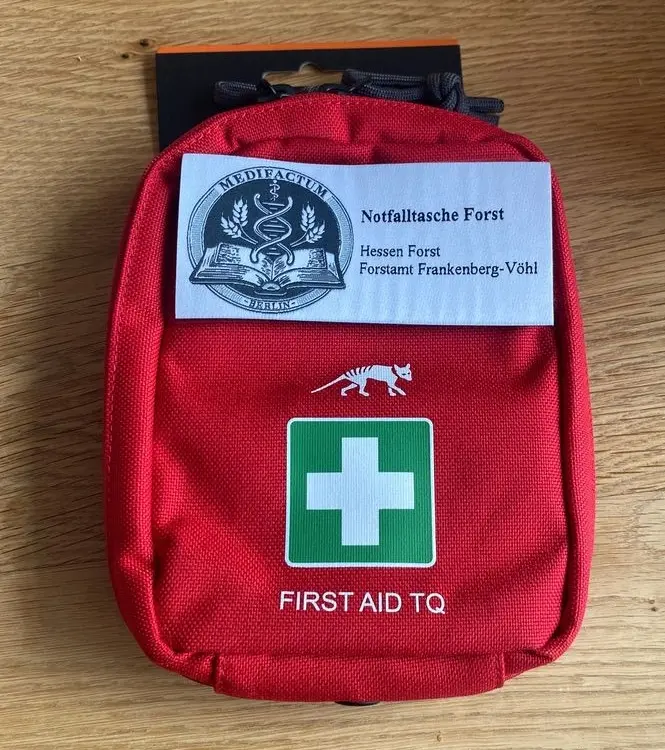 MEDIFACTUM
-BERLIN-
Notfalltasche Forst
Hessen Forst
Forstamt Frankenberg-Vöhl
FIRST AID TQ